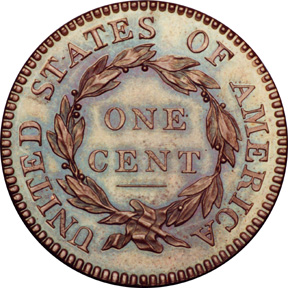 UNITED STATES OF AMERICA
ONE
CENT